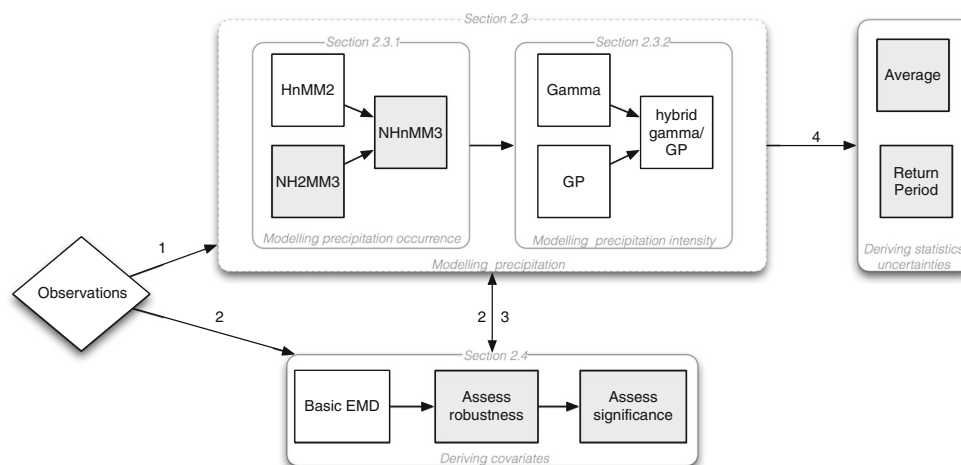 Section 2.3
Section 2.3.1
HnMM2
NHnMM3
NH2MM3
Modelling precipitation occurrence
Section 2.3.2
Gamma
hybrid
gamma/
GP
GP
Modelling precipitation intensity
Modelling precipitation
Average
Return
Period
Deriving statistics
uncertainties
4
1
Observations
2
2
3
Section 2.4
Basic EMD
Assess
robustness
Assess
significance
Deriving covariates